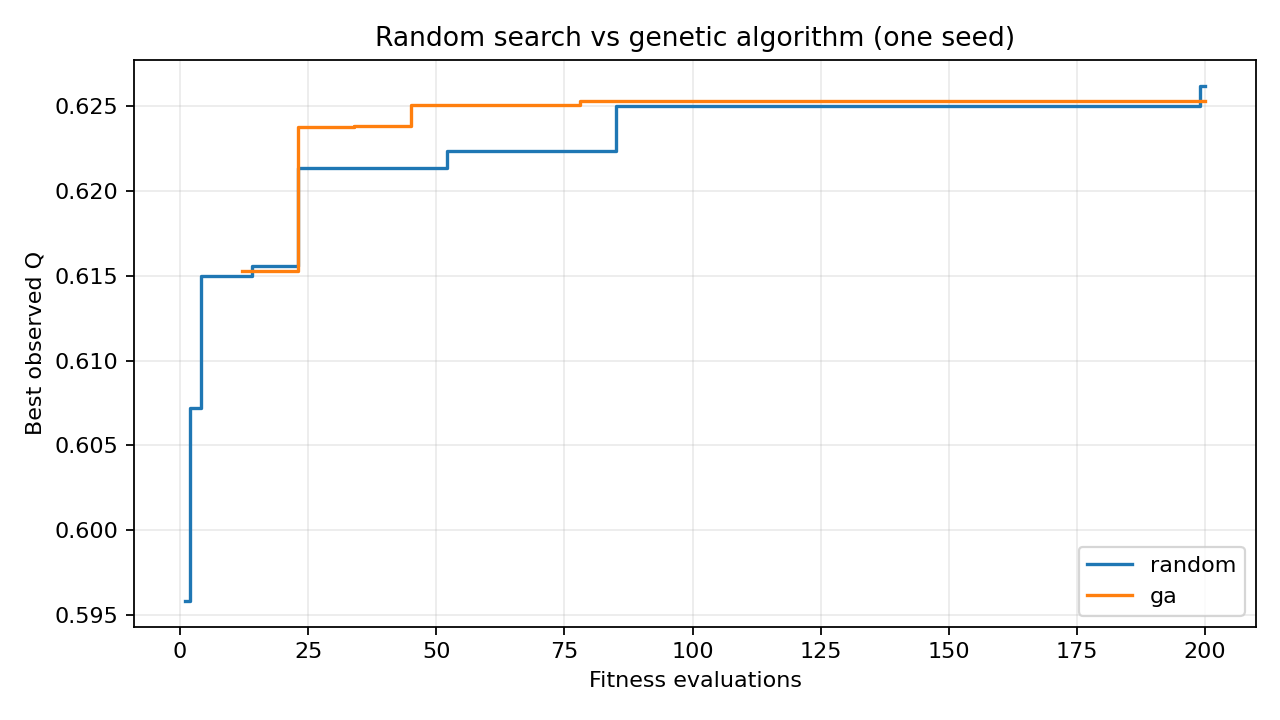 Random search vs genetic algorithm (one seed)
Best observed Q
0.625
0.620
0.615
0.610
0.605
0.600
0.595
0 25 50 75 100 125 150 175 200
Fitness evaluations
random
ga